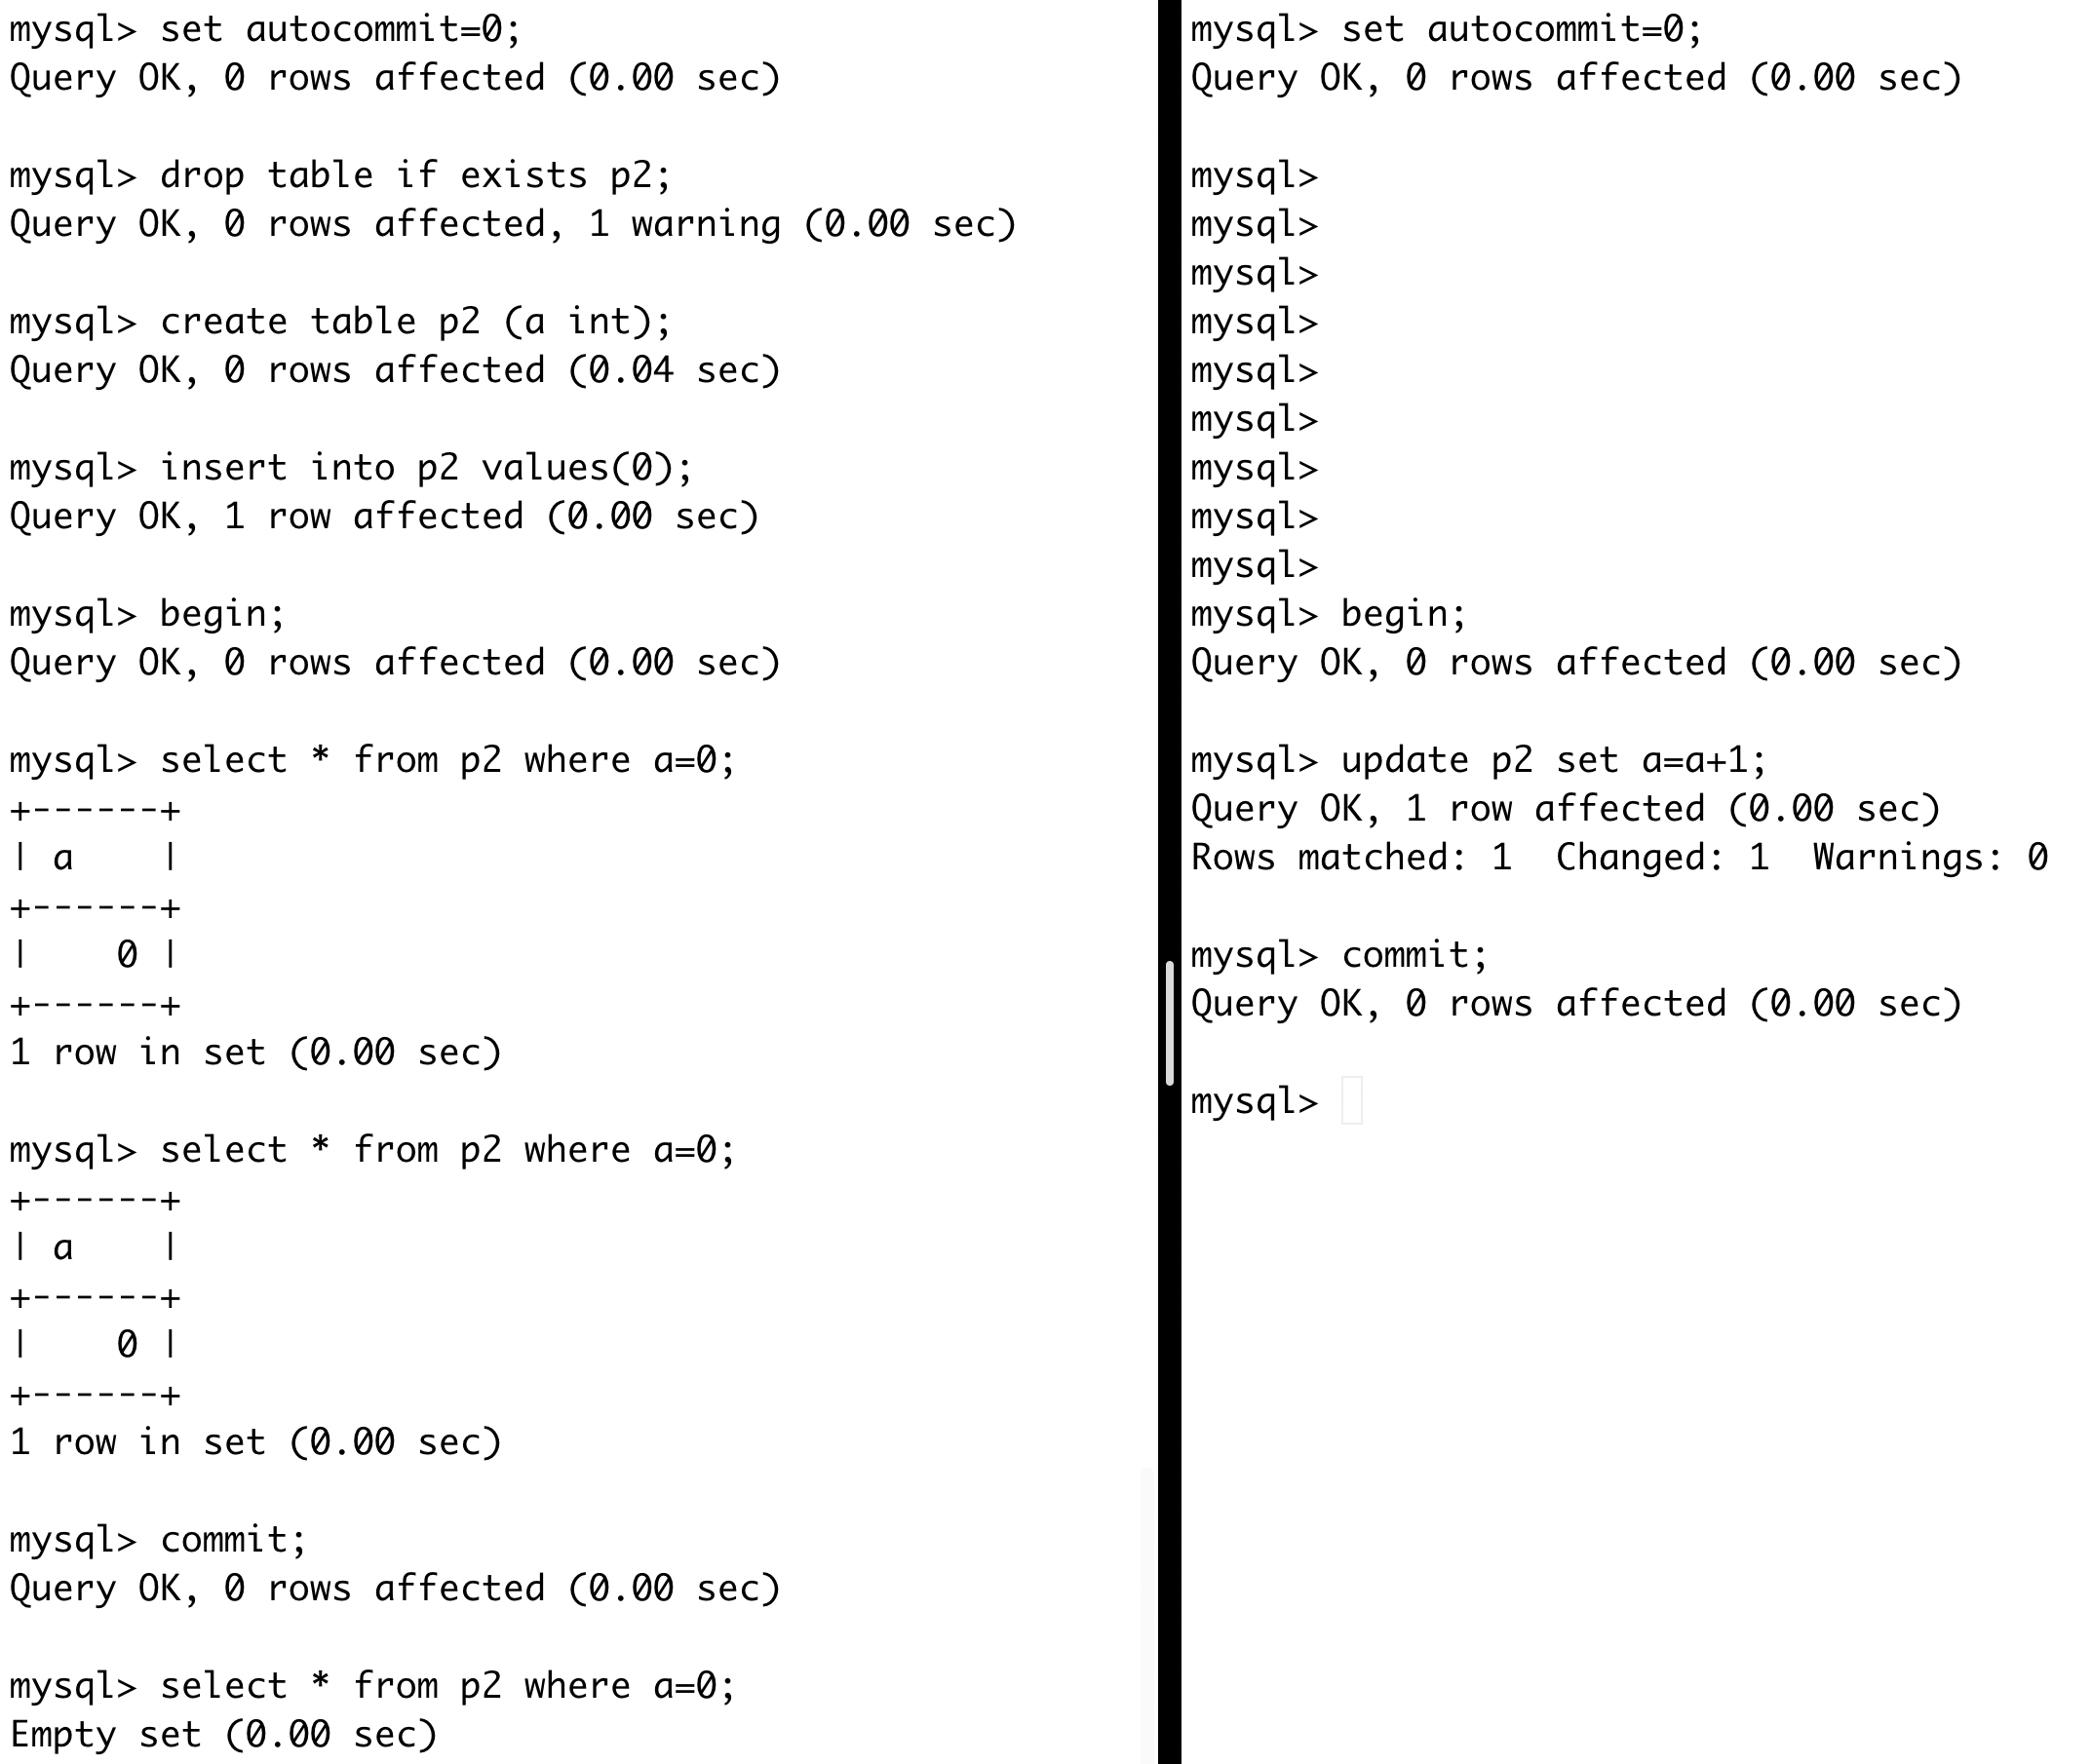 mysql> set autocommit=0;
Query OK, 0 rows affected (0.00 sec)
mysql> drop table if exists p2;
Query OK, 0 rows affected, 1 warning (0.00 sec)
mysql> create table p2 (a int);
Query OK, 0 rows affected (0.04 sec)
mysql> insert into p2 values(0);
Query OK, 1 row affected (0.00 sec)
mysql> begin;
Query OK, 0 rows affected (0.00 sec)
mysql> select * from p2 where a=0;
+------+
| a    |
+------+
|    0 |
+------+
1 row in set (0.00 sec)
mysql> select * from p2 where a=0;
+------+
| a    |
+------+
|    0 |
+------+
1 row in set (0.00 sec)
mysql> commit;
Query OK, 0 rows affected (0.00 sec)
mysql> select * from p2 where a=0;
Empty set (0.00 sec)
mysql> set autocommit=0;
Query OK, 0 rows affected (0.00 sec)
mysql>
mysql>
mysql>
mysql>
mysql>
mysql>
mysql>
mysql>
mysql>
mysql> begin;
Query OK, 0 rows affected (0.00 sec)
mysql> update p2 set a=a+1;
Query OK, 1 row affected (0.00 sec)
Rows matched: 1  Changed: 1  Warnings: 0
mysql> commit;
Query OK, 0 rows affected (0.00 sec)
mysql>